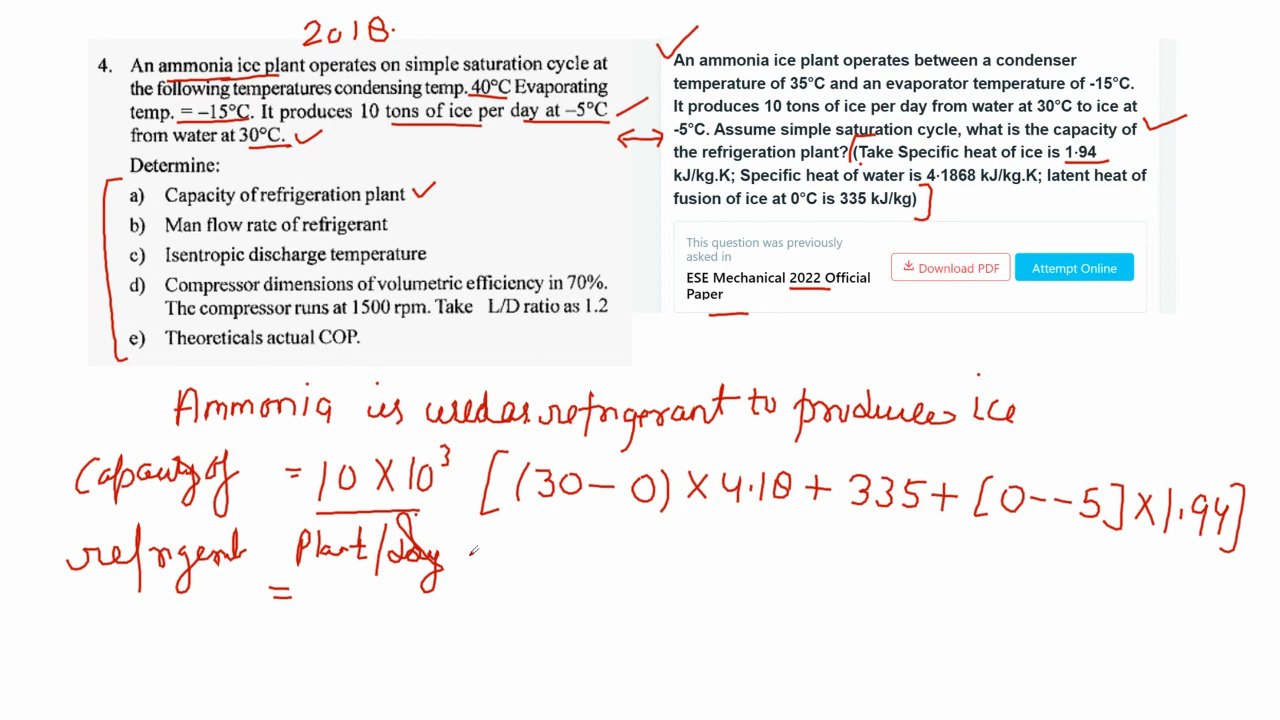 2018.
4. An ammonia ice plant operates on simple saturation cycle at
the following temperatures condensing temp. 40°C Evaporating
temp. = –15°C. It produces 10 tons of ice per day at –5°C
from water at 30°C.
Determine:
a) Capacity of refrigeration plant
b) Man flow rate of refrigerant
c) Isentropic discharge temperature
d) Compressor dimensions of volumetric efficiency in 70%.
The compressor runs at 1500 rpm. Take L/D ratio as 1.2
e) Theoreticals actual COP.
An ammonia ice plant operates between a condenser
temperature of 35°C and an evaporator temperature of -15°C.
It produces 10 tons of ice per day from water at 30°C to ice at
-5°C. Assume simple saturation cycle, what is the capacity of
the refrigeration plant? (Take Specific heat of ice is 1·94
kJ/kg.K; Specific heat of water is 4·1868 kJ/kg.K; latent heat of
fusion of ice at 0°C is 335 kJ/kg)
This question was previously
asked in
ESE Mechanical 2022 Official
Paper
Download PDF
Attempt Online
Ammonia is used as refrigerant to produces ice
Capacity of = 10 X 10³ [(30 – 0) × 4.18 + 335 + [0 – – 5] × 1.94]
refrgent Plant/day
=